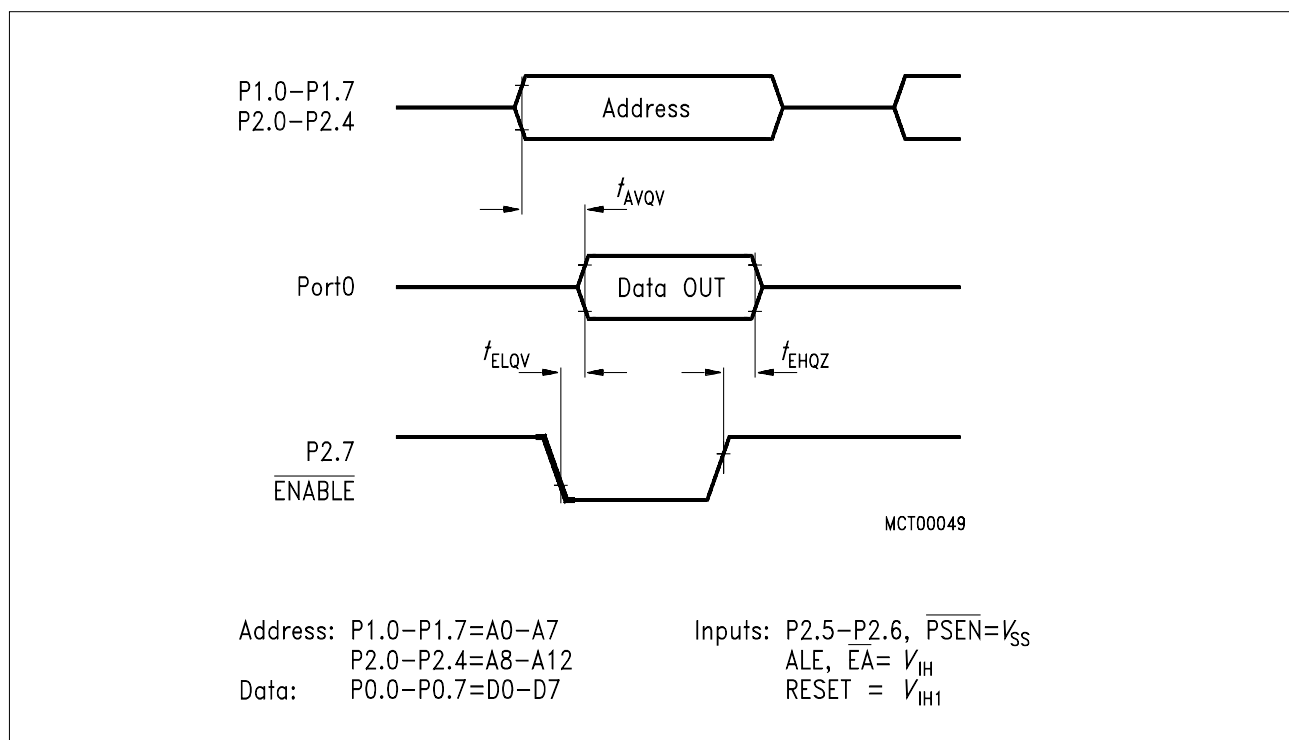 P1.0-P1.7
P2.0-P2.4
Address
tAVQV
Port0
Data OUT
tELQV
tEHQZ
P2.7
ENABLE
MCT00049
Address: P1.0-P1.7=A0-A7
P2.0-P2.4=A8-A12
Data: P0.0-P0.7=D0-D7
Inputs: P2.5-P2.6, PSEN=VSS
ALE, EA= VIH
RESET = VIH1